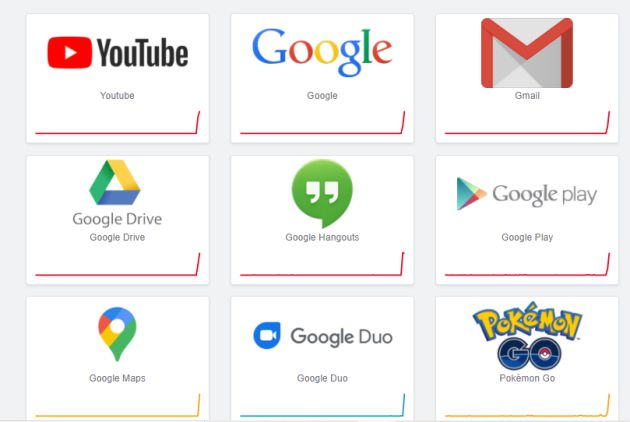 YouTube
Google
Youtube
Google
Gmail
Google Drive
Google play
Google Drive
Google Hangouts
Google Play
Google Duo
POKÉMON
GO
Google Maps
Google Duo
Pokémon Go